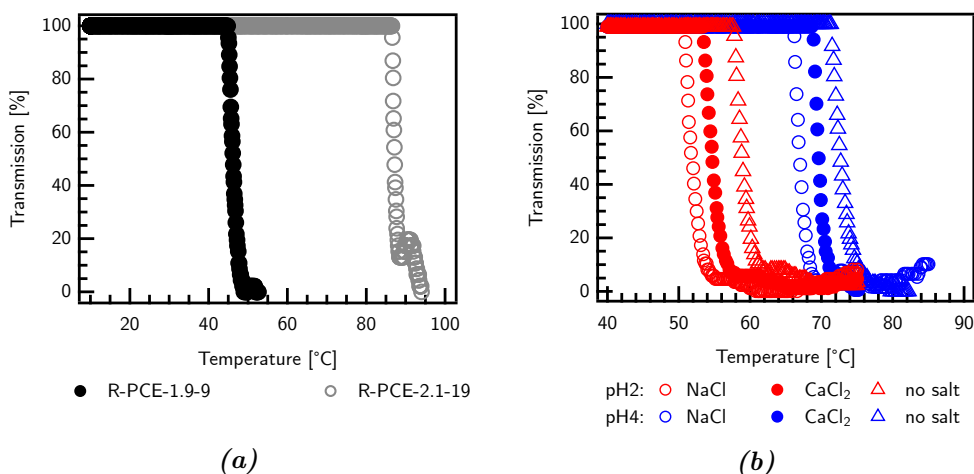 100
80
60
40
20
0
Transmission [%]
20 40 60 80 100
Temperature [°C]
R-PCE-1.9-9 R-PCE-2.1-19
(a)
100
80
60
40
20
0
Transmission [%]
40 50 60 70 80 90
Temperature [°C]
pH2: NaCl CaCl₂ no salt
pH4: NaCl CaCl₂ no salt
(b)